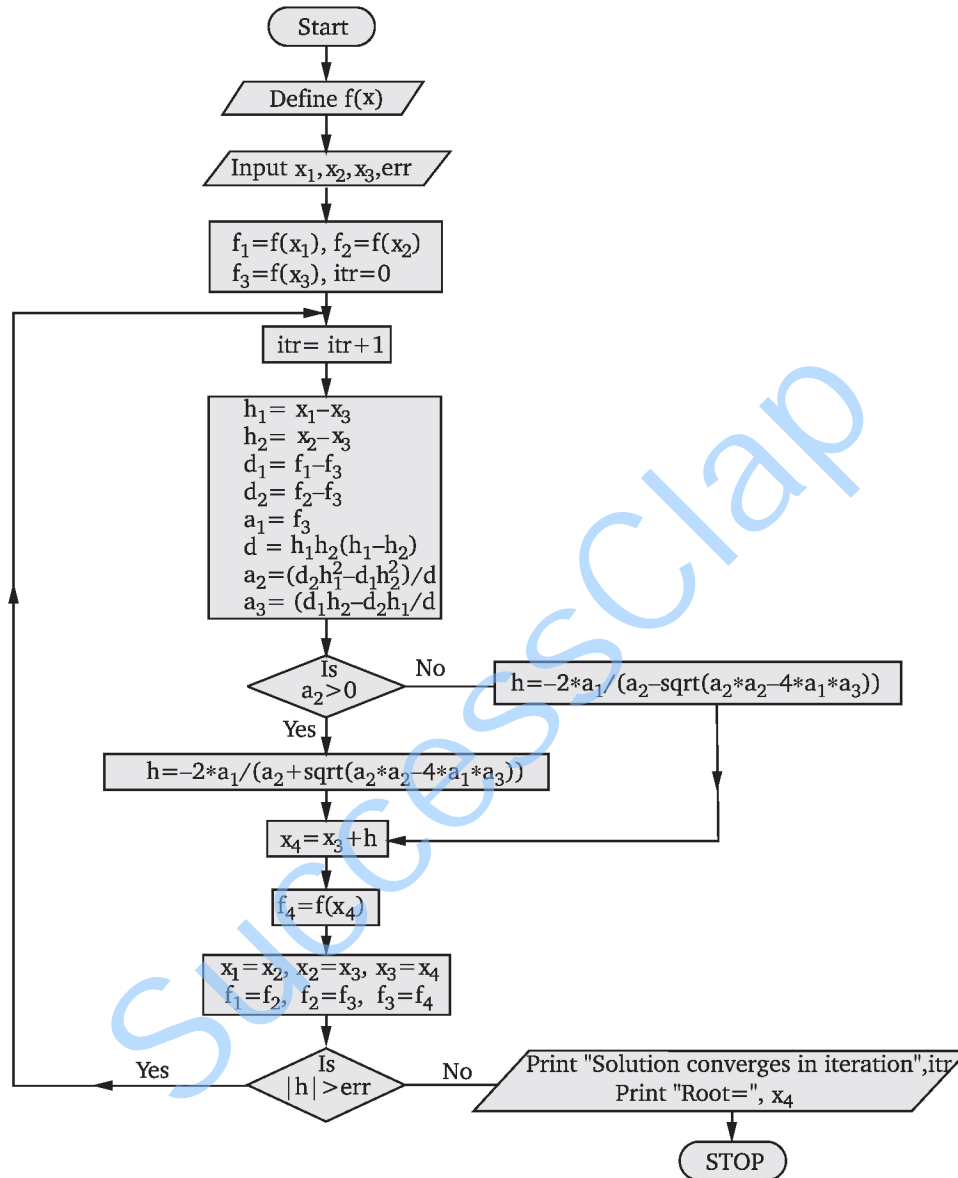 Start
Define f(x)
Input x₁,x₂,x₃,err
f₁=f(x₁), f₂=f(x₂)
f₃=f(x₃), itr=0
itr= itr+1
h₁= x₁–x₃
h₂= x₂–x₃
d₁= f₁–f₃
d₂= f₂–f₃
a₁= f₃
d = h₁h₂(h₁–h₂)
a₂=(d₂h₁²–d₁h₂²)/d
a₃= (d₁h₂–d₂h₁/d
Is
a₂>0
No
h=–2*a₁/(a₂–sqrt(a₂*a₂–4*a₁*a₃))
Yes
h=–2*a₁/(a₂+sqrt(a₂*a₂–4*a₁*a₃))
x₄=x₃+h
f₄=f(x₄)
x₁=x₂, x₂=x₃, x₃=x₄
f₁=f₂, f₂=f₃, f₃=f₄
Is
|h|>err
Yes
No
Print "Solution converges in iteration",itr
Print "Root=", x₄
STOP
SuccessClap